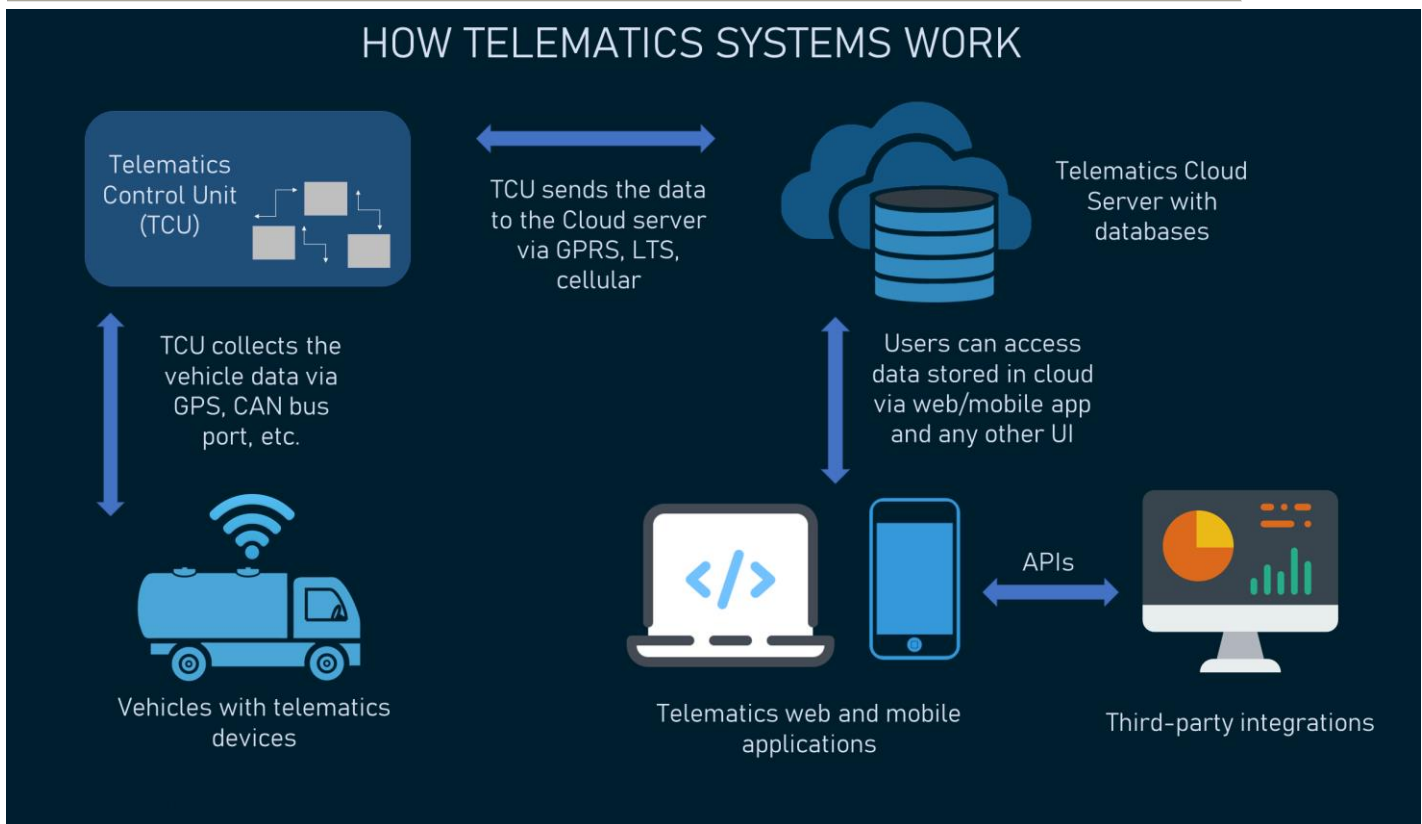 HOW TELEMATICS SYSTEMS WORK
Telematics
Control Unit
(TCU)
TCU sends the data
to the Cloud server
via GPRS, LTS,
cellular
Telematics Cloud
Server with
databases
TCU collects the
vehicle data via
GPS, CAN bus
port, etc.
Users can access
data stored in cloud
via web/mobile app
and any other UI
</>
APIs
Vehicles with telematics
devices
Telematics web and mobile
applications
Third-party integrations